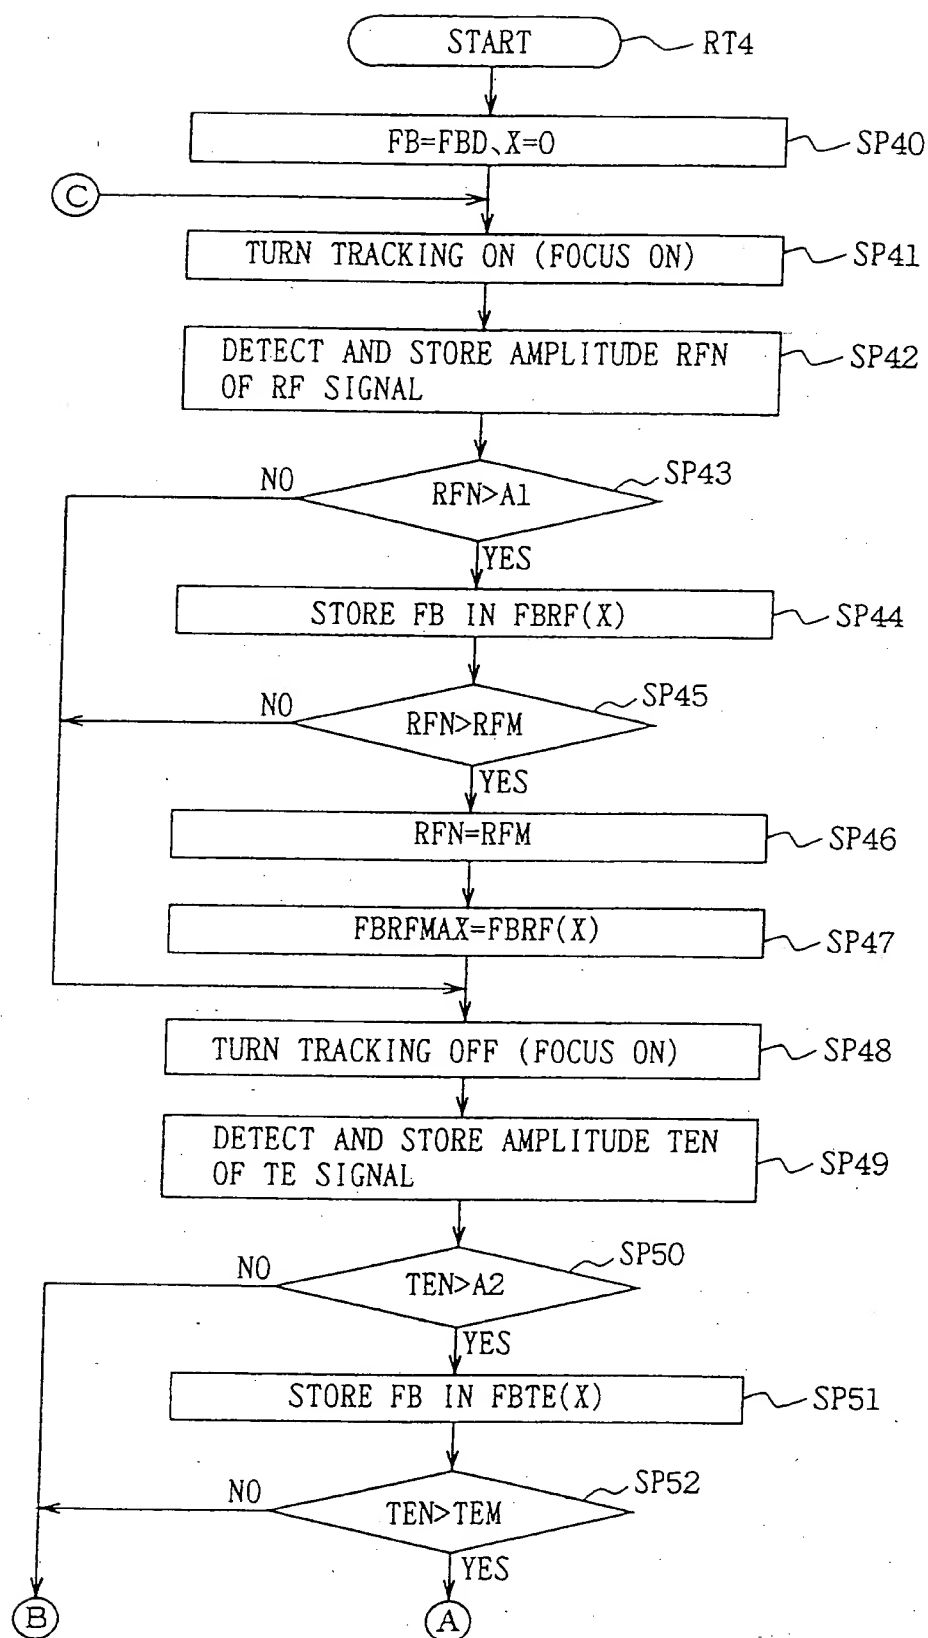 START
RT4
FB=FBD、X=0
SP40
C
TURN TRACKING ON (FOCUS ON)
SP41
DETECT AND STORE AMPLITUDE RFN
OF RF SIGNAL
SP42
NO
RFN>A1
SP43
YES
STORE FB IN FBRF(X)
SP44
NO
RFN>RFM
SP45
YES
RFN=RFM
SP46
FBRFMAX=FBRF(X)
SP47
TURN TRACKING OFF (FOCUS ON)
SP48
DETECT AND STORE AMPLITUDE TEN
OF TE SIGNAL
SP49
NO
TEN>A2
SP50
YES
STORE FB IN FBTE(X)
SP51
NO
TEN>TEM
SP52
YES
B
A